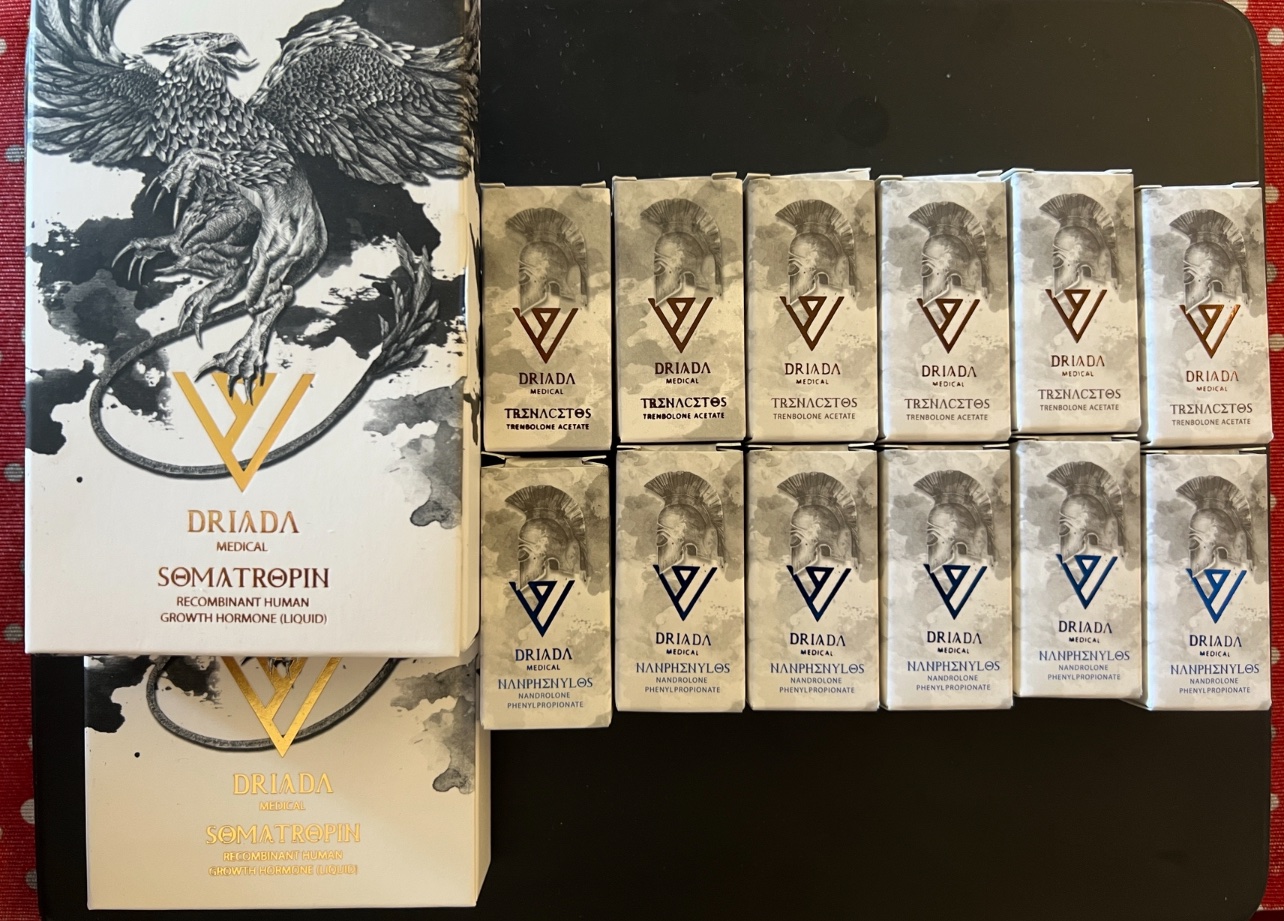 DRIADA
MEDICAL
SOMATROPIN
RECOMBINANT HUMAN
GROWTH HORMONE (LIQUID)
DRIADA
MEDICAL
SOMATROPIN
RECOMBINANT HUMAN
GROWTH HORMONE (LIQUID)
DRIADA
MEDICAL
TRENACETOS
TRENBOLONE ACETATE
DRIADA
MEDICAL
TRENACETOS
TRENBOLONE ACETATE
DRIADA
MEDICAL
TRENACETOS
TRENBOLONE ACETATE
DRIADA
MEDICAL
TRENACETOS
TRENBOLONE ACETATE
DRIADA
MEDICAL
TRENACETOS
TRENBOLONE ACETATE
DRIADA
MEDICAL
TRENACETOS
TRENBOLONE ACETATE
DRIADA
MEDICAL
NANPHENYLOS
NANDROLONE
PHENYLPROPIONATE
DRIADA
MEDICAL
NANPHENYLOS
NANDROLONE
PHENYLPROPIONATE
DRIADA
MEDICAL
NANPHENYLOS
NANDROLONE
PHENYLPROPIONATE
DRIADA
MEDICAL
NANPHENYLOS
NANDROLONE
PHENYLPROPIONATE
DRIADA
MEDICAL
NANPHENYLOS
NANDROLONE
PHENYLPROPIONATE
DRIADA
MEDICAL
NANPHENYLOS
NANDROLONE
PHENYLPROPIONATE